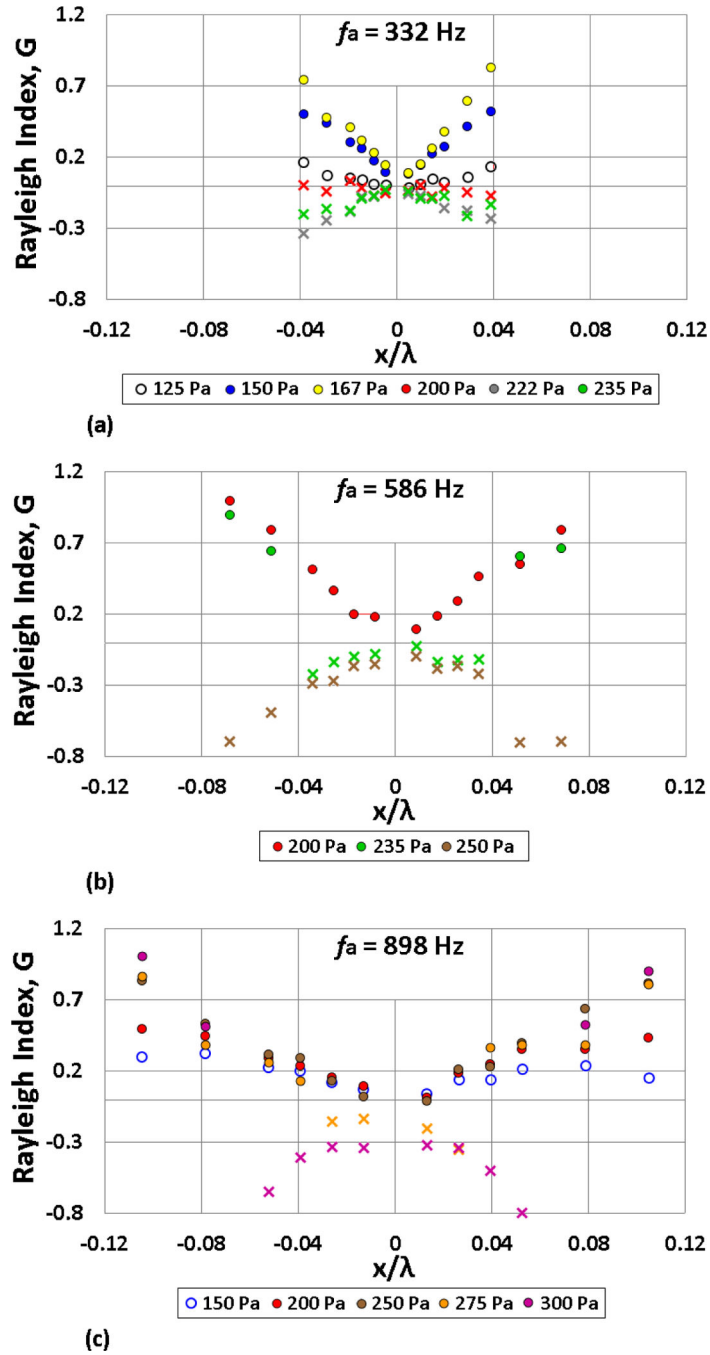 fa = 332 Hz
Rayleigh Index, G
1.2
0.7
0.2
-0.3
-0.8
-0.12 -0.08 -0.04 0 0.04 0.08 0.12
x/λ
125 Pa 150 Pa 167 Pa 200 Pa 222 Pa 235 Pa
(a)
fa = 586 Hz
Rayleigh Index, G
1.2
0.7
0.2
-0.3
-0.8
-0.12 -0.08 -0.04 0 0.04 0.08 0.12
x/λ
200 Pa 235 Pa 250 Pa
(b)
fa = 898 Hz
Rayleigh Index, G
1.2
0.7
0.2
-0.3
-0.8
-0.12 -0.08 -0.04 0 0.04 0.08 0.12
x/λ
150 Pa 200 Pa 250 Pa 275 Pa 300 Pa
(c)